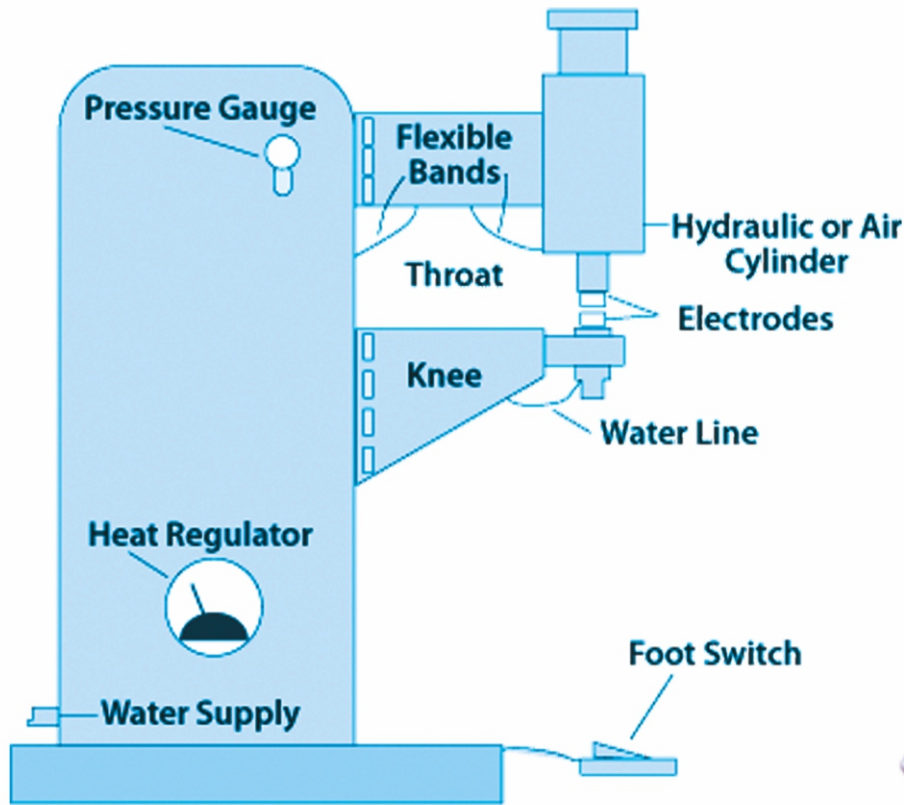 Pressure Gauge
Flexible
Bands
Hydraulic or Air
Cylinder
Throat
Electrodes
Knee
Water Line
Heat Regulator
Foot Switch
Water Supply